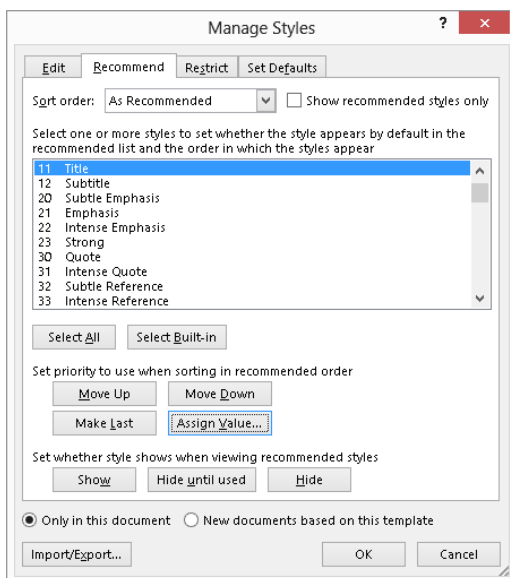 Manage Styles ?
Edit Recommend Restrict Set Defaults
Sort order: As Recommended Show recommended styles only
Select one or more styles to set whether the style appears by default in the
recommended list and the order in which the styles appear
11 Title
12 Subtitle
20 Subtle Emphasis
21 Emphasis
22 Intense Emphasis
23 Strong
30 Quote
31 Intense Quote
32 Subtle Reference
33 Intense Reference
Select All Select Built-in
Set priority to use when sorting in recommended order
Move Up Move Down
Make Last Assign Value...
Set whether style shows when viewing recommended styles
Show Hide until used Hide
Only in this document New documents based on this template
Import/Export... OK Cancel